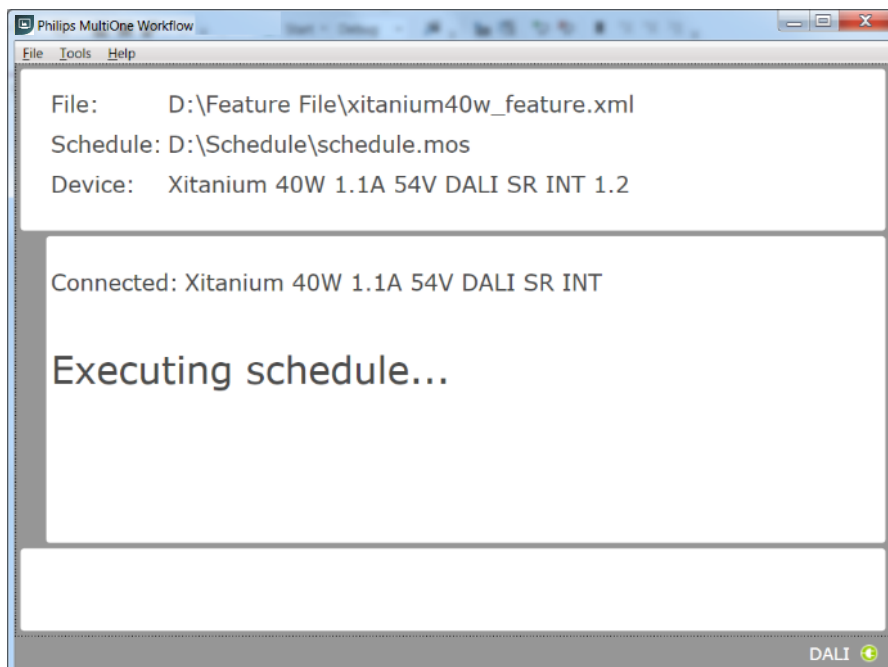 Philips MultiOne Workflow
Start Debug
File Tools Help
File: D:\Feature File\xitanium40w_feature.xml
Schedule: D:\Schedule\schedule.mos
Device: Xitanium 40W 1.1A 54V DALI SR INT 1.2
Connected: Xitanium 40W 1.1A 54V DALI SR INT
Executing schedule...
DALI